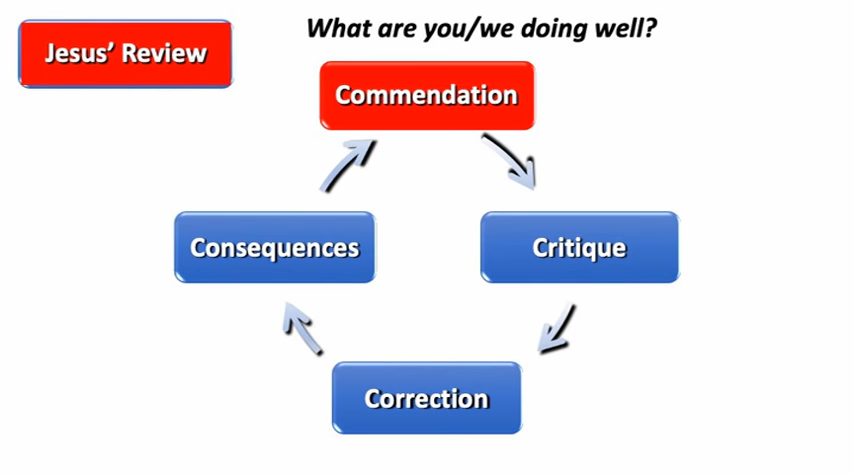 Jesus’ Review
What are you/we doing well?
Commendation
Consequences
Critique
Correction